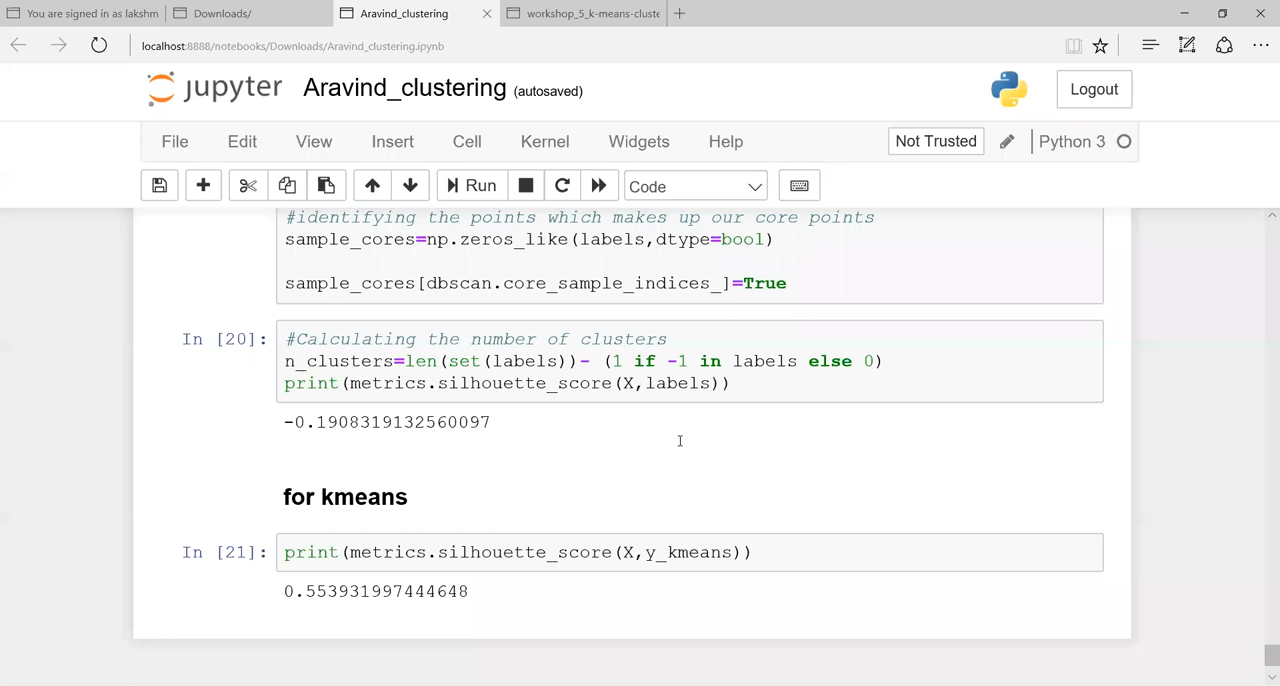 You are signed in as lakshm
Downloads/
Aravind_clustering
workshop_5_k-means-cluste
localhost:8888/notebooks/Downloads/Aravind_clustering.ipynb
jupyter Aravind_clustering (autosaved)
Logout
File Edit View Insert Cell Kernel Widgets Help
Not Trusted
Python 3
Run
Code
#identifying the points which makes up our core points
sample_cores=np.zeros_like(labels,dtype=bool)
sample_cores[dbscan.core_sample_indices_]=True
In [20]:
#Calculating the number of clusters
n_clusters=len(set(labels))- (1 if -1 in labels else 0)
print(metrics.silhouette_score(X,labels))
-0.1908319132560097
for kmeans
In [21]:
print(metrics.silhouette_score(X,y_kmeans))
0.553931997444648